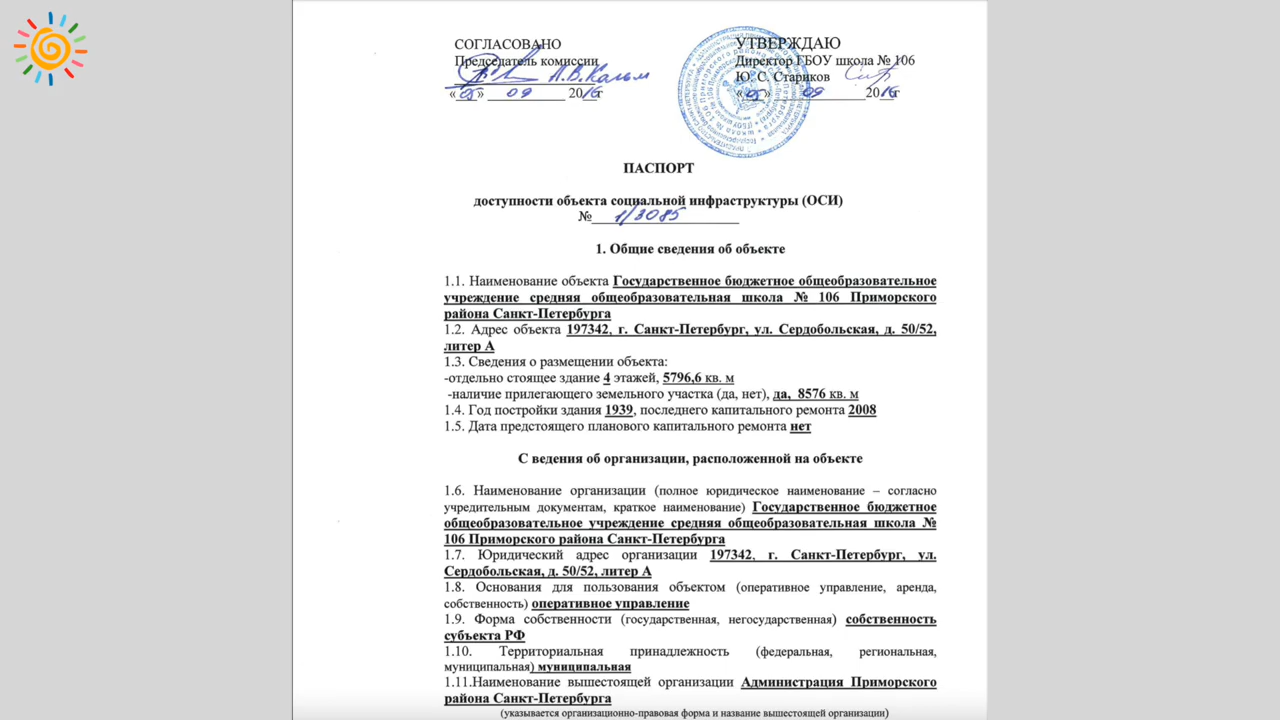 СОГЛАСОВАНО
Председатель комиссии
«09» 09 2016г
УТВЕРЖДАЮ
Директор ГБОУ школа № 106
Ю. С. Стариков
« » 09 2016г
ПАСПОРТ
доступности объекта социальной инфраструктуры (ОСИ)
№ 1/3085
1. Общие сведения об объекте
1.1. Наименование объекта Государственное бюджетное общеобразовательное
учреждение средняя общеобразовательная школа № 106 Приморского
района Санкт-Петербурга
1.2. Адрес объекта 197342, г. Санкт-Петербург, ул. Сердобольская, д. 50/52,
литер А
1.3. Сведения о размещении объекта:
-отдельно стоящее здание 4 этажей, 5796,6 кв. м
-наличие прилегающего земельного участка (да, нет), да, 8576 кв. м
1.4. Год постройки здания 1939, последнего капитального ремонта 2008
1.5. Дата предстоящего планового капитального ремонта нет
С ведения об организации, расположенной на объекте
1.6. Наименование организации (полное юридическое наименование – согласно
учредительным документам, краткое наименование) Государственное бюджетное
общеобразовательное учреждение средняя общеобразовательная школа №
106 Приморского района Санкт-Петербурга
1.7. Юридический адрес организации 197342, г. Санкт-Петербург, ул.
Сердобольская, д. 50/52, литер А
1.8. Основания для пользования объектом (оперативное управление, аренда,
собственность) оперативное управление
1.9. Форма собственности (государственная, негосударственная) собственность
субъекта РФ
1.10. Территориальная принадлежность (федеральная, региональная,
муниципальная) муниципальная
1.11.Наименование вышестоящей организации Администрация Приморского
района Санкт-Петербурга
(указывается организационно-правовая форма и название вышестоящей организации)